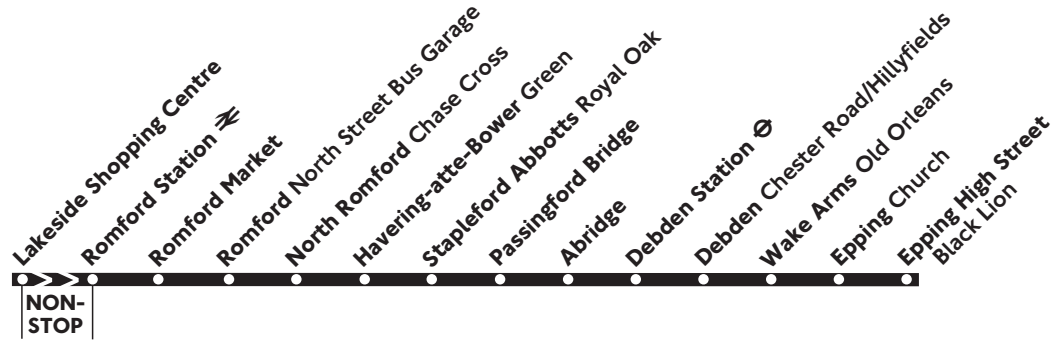 Lakeside Shopping Centre
Romford Station
Romford Market
Romford North Street Bus Garage
North Romford Chase Cross
Havering-atte-Bower Green
Stapleford Abbotts Royal Oak
Passingford Bridge
Abridge
Debden Station
Debden Chester Road/Hillyfields
Wake Arms Old Orleans
Epping Church
Epping High Street
Black Lion
NON-
STOP